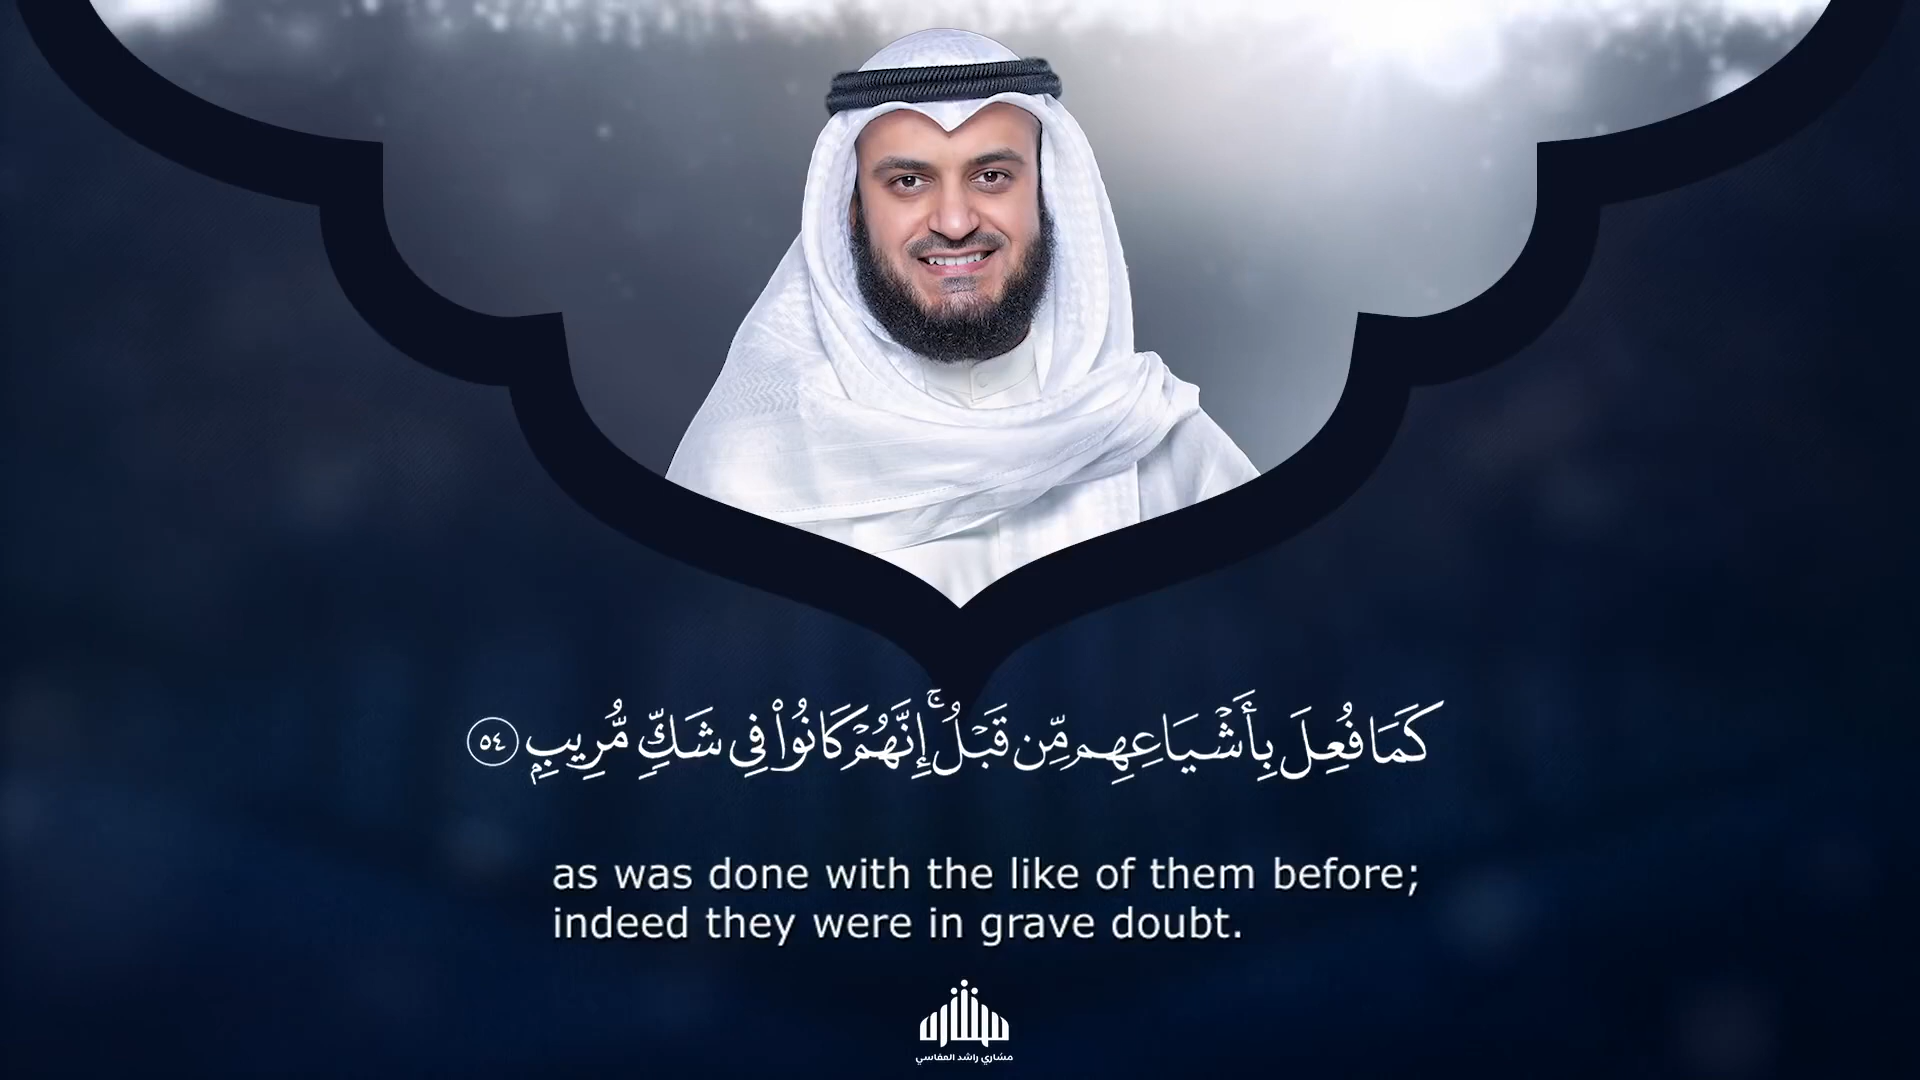 كَمَا فُعِلَ بِأَشْيَاعِهِم مِّن قَبْلُ ۚ إِنَّهُمْ كَانُوا۟ فِى شَكٍّ مُّرِيبٍۭ ٥٤
as was done with the like of them before;
indeed they were in grave doubt.
مشاري
مشاري راشد العفاسي